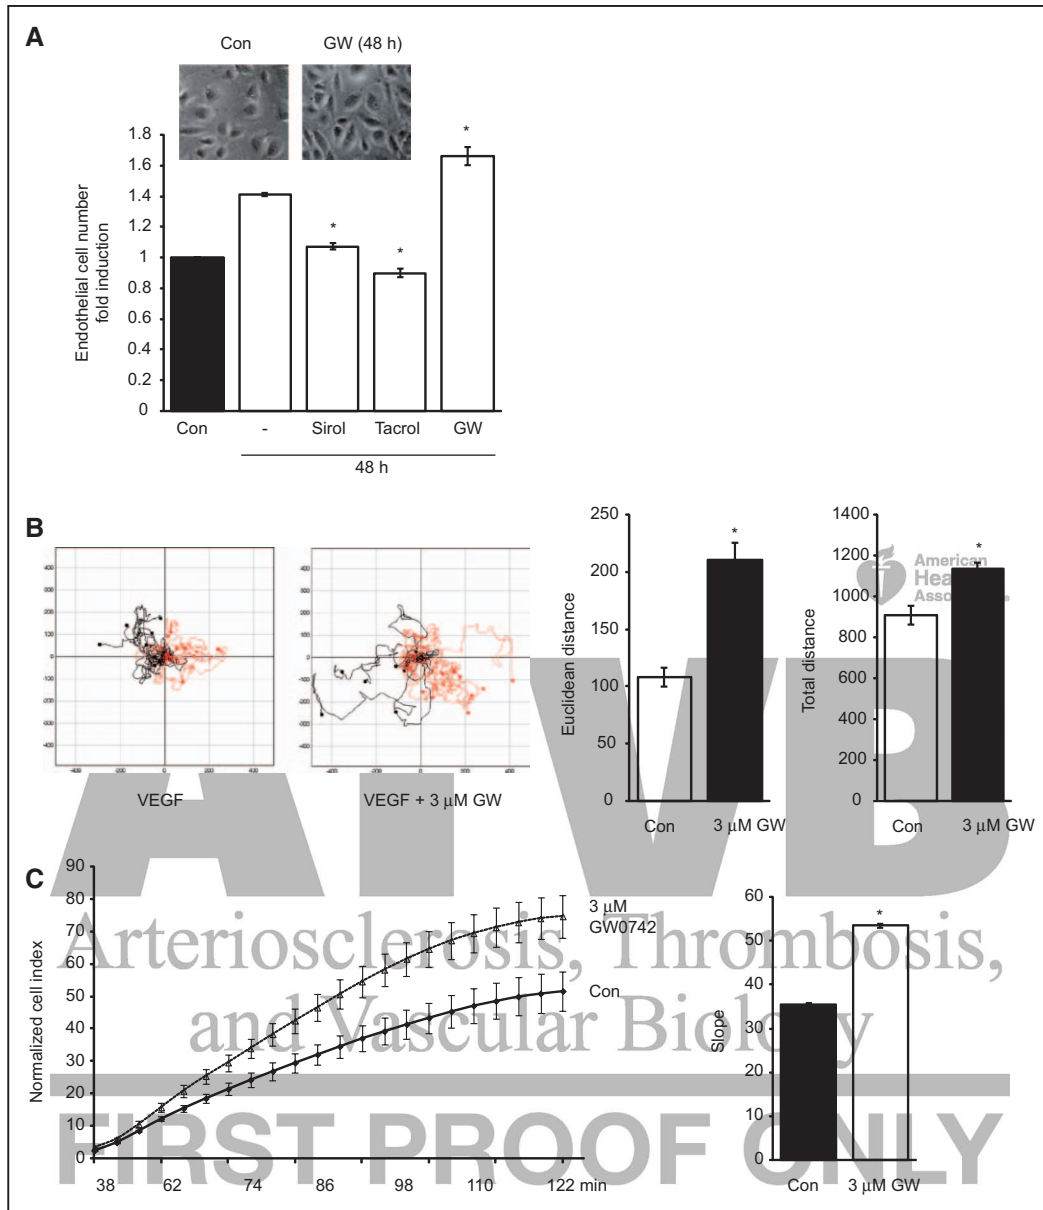 A
Con
GW (48 h)
Endothelial cell number
fold induction
1.8
1.6
1.4
1.2
1
0.8
0.6
0.4
0.2
0
*
*
*
Con
-
Sirol
Tacrol
GW
48 h
B
VEGF
VEGF + 3 μM GW
Euclidean distance
250
200
150
100
50
0
*
Con
3 μM GW
Total distance
1400
1200
1000
800
600
400
200
0
*
Con
3 μM GW
American
Hea
Asso
C
Normalized cell index
90
80
70
60
50
40
30
20
10
0
3 μM
GW0742
Con
38
62
74
86
98
110
122 min
Slope
60
50
40
30
20
10
0
*
Con
3 μM GW
ATVB
Arteriosclerosis, Thrombosis,
and Vascular Biology
FIRST PROOF ONLY